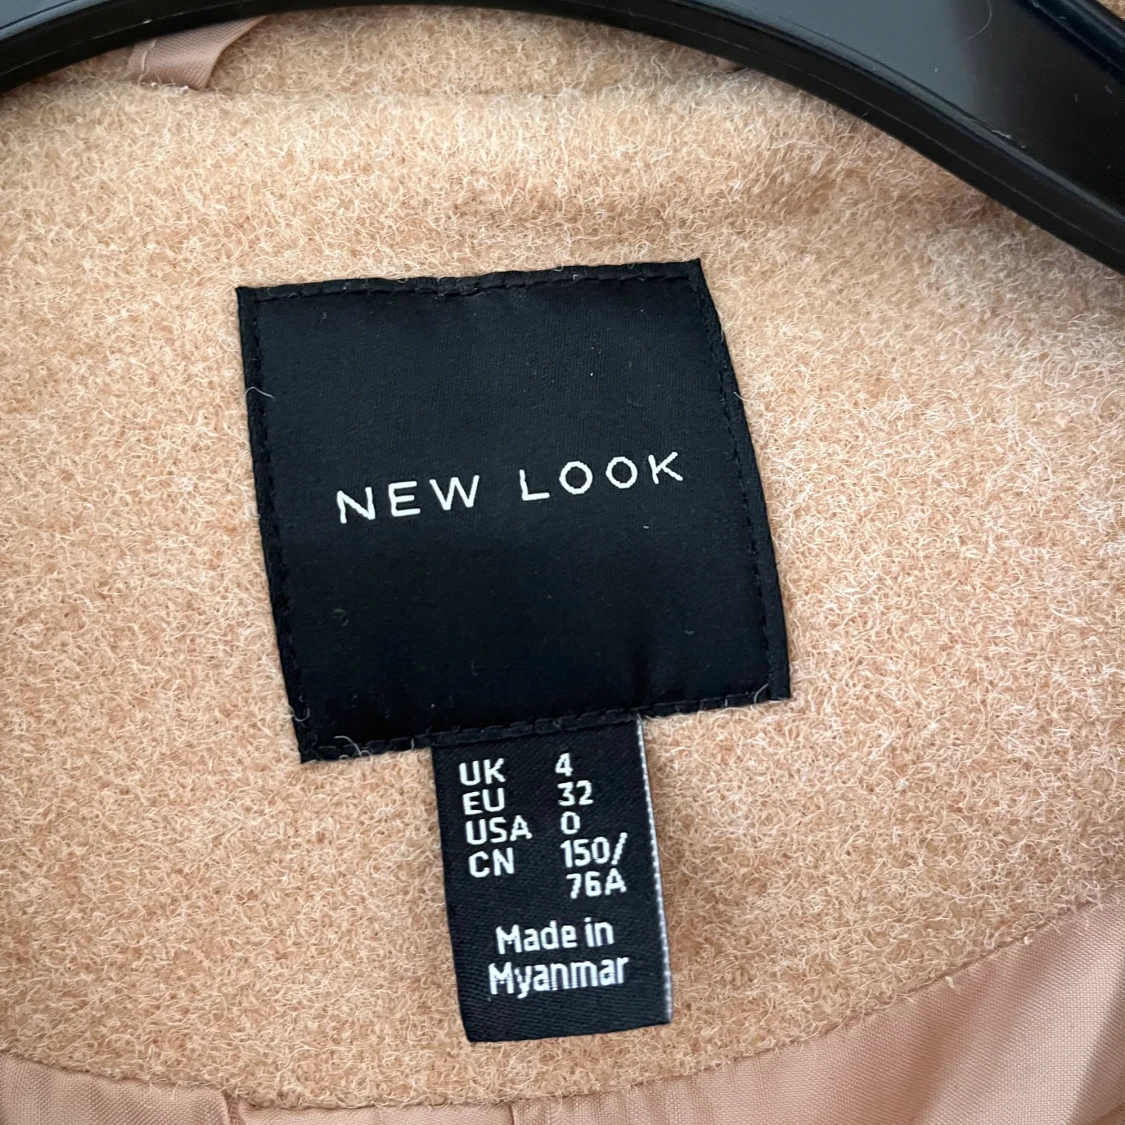 NEW LOOK
UK 4
EU 32
USA 0
CN 150/
76A
Made in
Myanmar